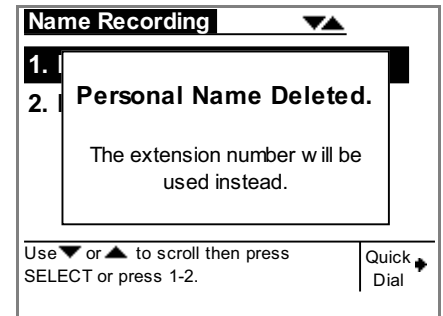 Name Recording ▼▲
1.
2.
Personal Name Deleted.
The extension number will be
used instead.
Use ▼ or ▲ to scroll then press
SELECT or press 1-2.
Quick
Dial